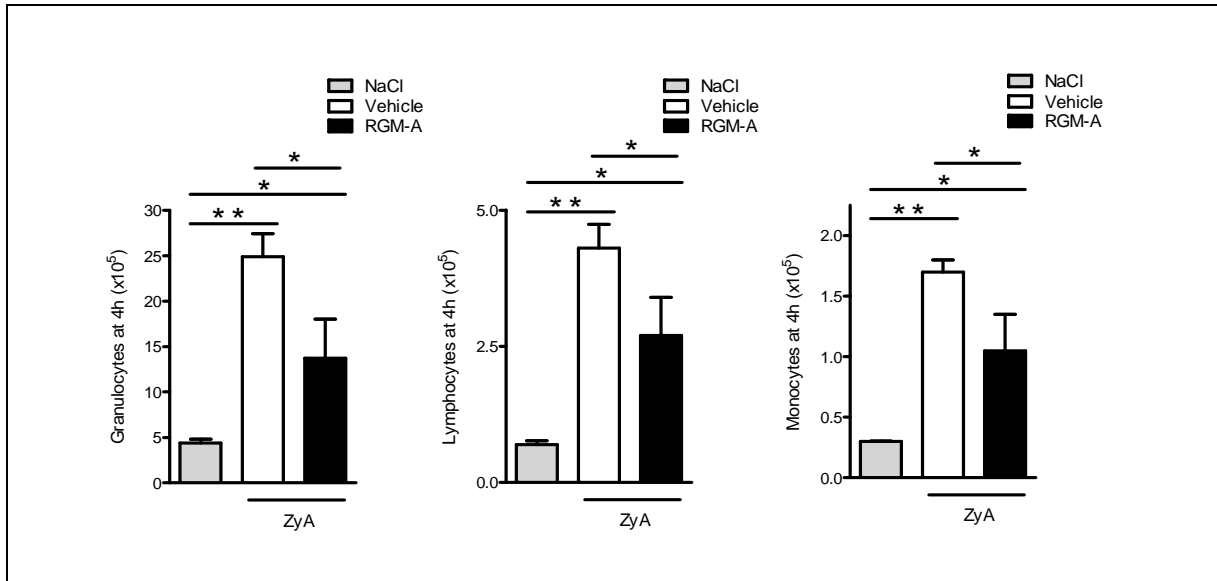 NaCl
Vehicle
RGM-A
*
*
* *
Granulocytes at 4h (x10⁵)
30
25
20
15
10
5
0
ZyA
NaCl
Vehicle
RGM-A
*
*
* *
Lymphocytes at 4h (x10⁵)
5.0
2.5
0.0
ZyA
NaCl
Vehicle
RGM-A
*
*
* *
Monocytes at 4h (x10⁵)
2.0
1.5
1.0
0.5
0.0
ZyA